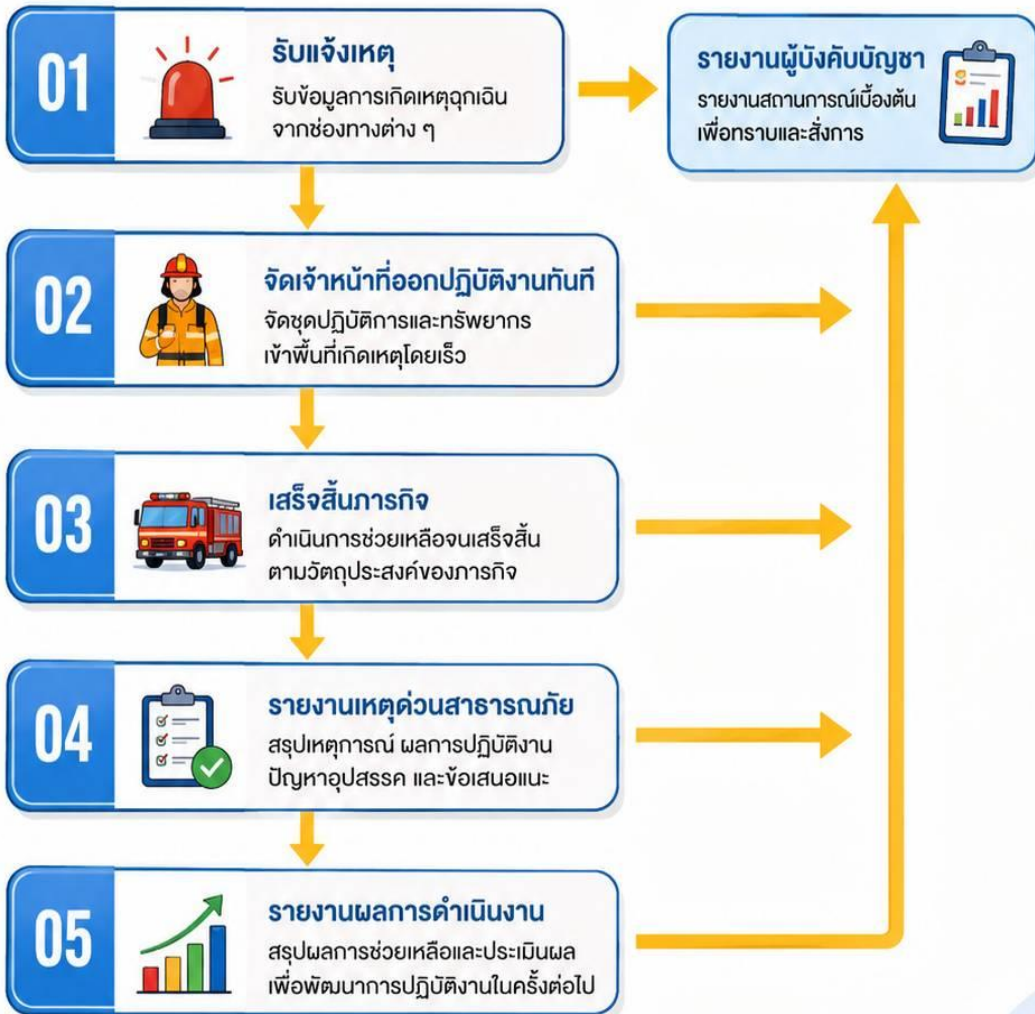 01
รับแจ้งเหตุ
รับข้อมูลการเกิดเหตุฉุกเฉิน
จากช่องทางต่าง ๆ
รายงานผู้บังคับบัญชา
รายงานสถานการณ์เบื้องต้น
เพื่อทราบและสั่งการ
02
จัดเจ้าหน้าที่ออกปฏิบัติงานทันที
จัดชุดปฏิบัติการและทรัพยากร
เข้าพื้นที่เกิดเหตุโดยเร็ว
03
เสร็จสิ้นภารกิจ
ดำเนินการช่วยเหลือจนเสร็จสิ้น
ตามวัตถุประสงค์ของภารกิจ
04
รายงานเหตุด่วนสาธารณภัย
สรุปเหตุการณ์ ผลการปฏิบัติงาน
ปัญหาอุปสรรค และข้อเสนอแนะ
05
รายงานผลการดำเนินงาน
สรุปผลการช่วยเหลือและประเมินผล
เพื่อพัฒนาการปฏิบัติงานในครั้งต่อไป